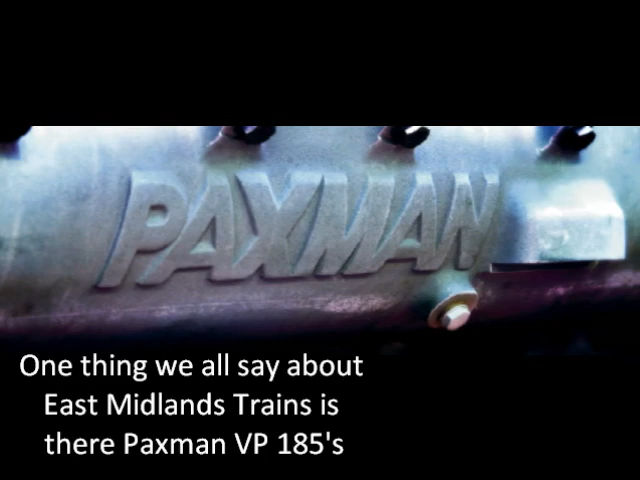 PAXMAN
One thing we all say about
East Midlands Trains is
there Paxman VP 185's